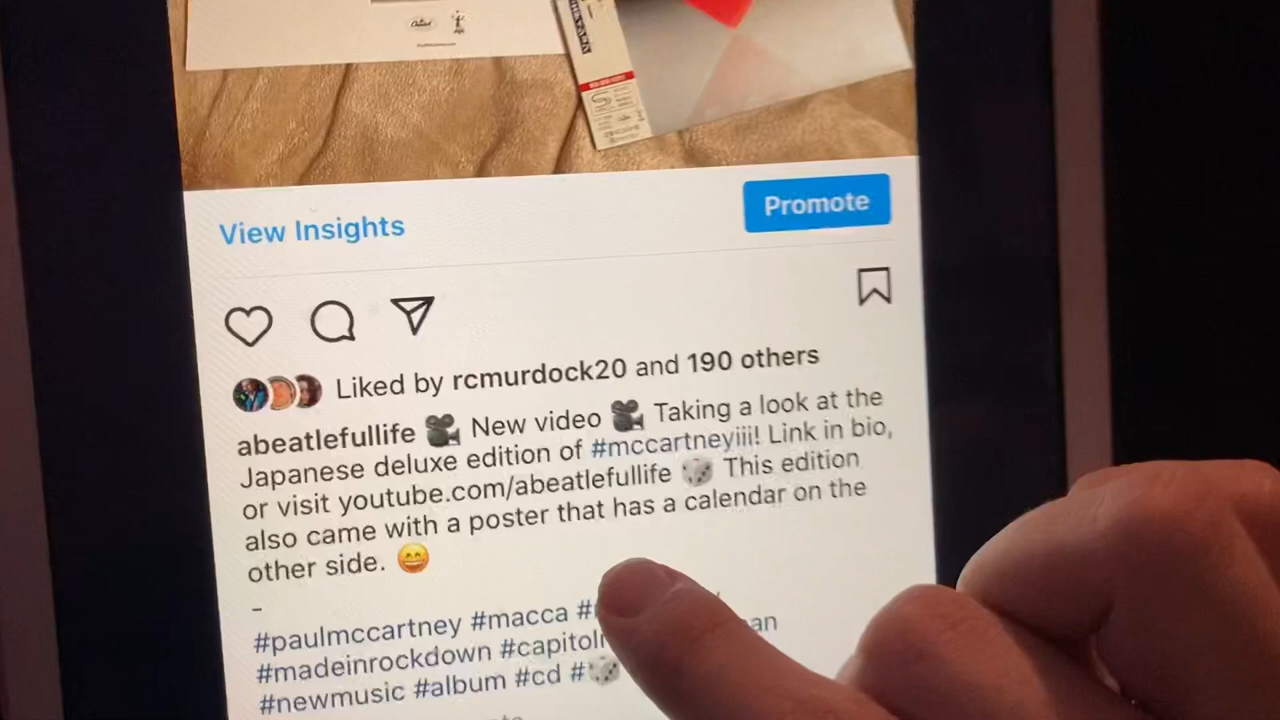 Capitol
View Insights
Promote
Liked by rcmurdock20 and 190 others
abeatlefullife 🎥 New video 🎥 Taking a look at the
Japanese deluxe edition of #mccartneyiii! Link in bio,
or visit youtube.com/abeatlefullife 🎲 This edition
also came with a poster that has a calendar on the
other side. 😄
-
#paulmccartney #macca #
#madeinrockdown
#newmusic #album #cd #🎲